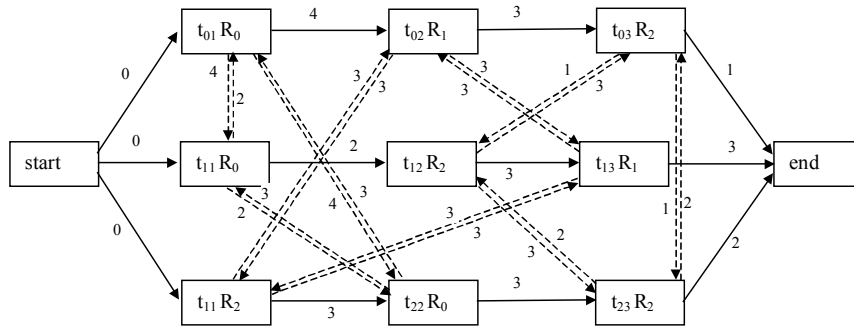 t01 R0 4 t02 R1 3 t03 R2
0 4 2 3 3 3 3 1 3 1
start 0 t11 R0 2 t12 R2 3 t13 R1 3 end
0 3 2 3 4 3 3 2 3 1 2 2
t11 R2 3 t22 R0 3 t23 R2